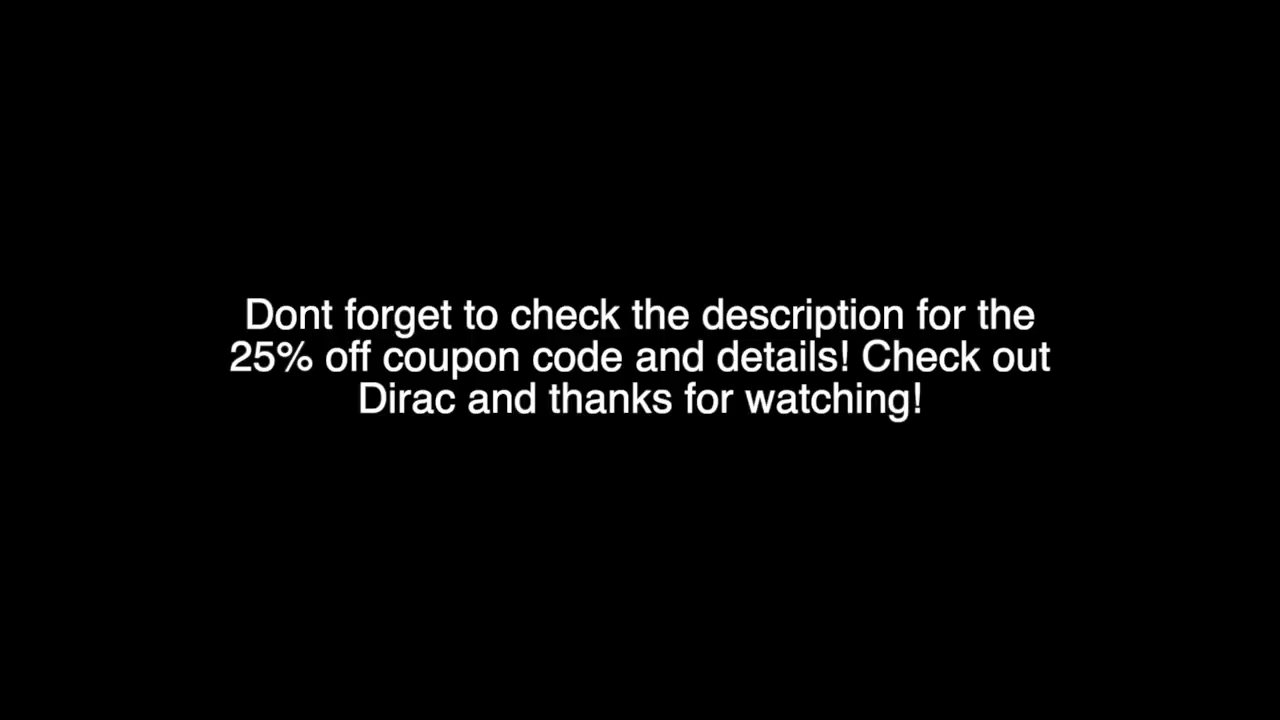 Dont forget to check the description for the
25% off coupon code and details! Check out
Dirac and thanks for watching!